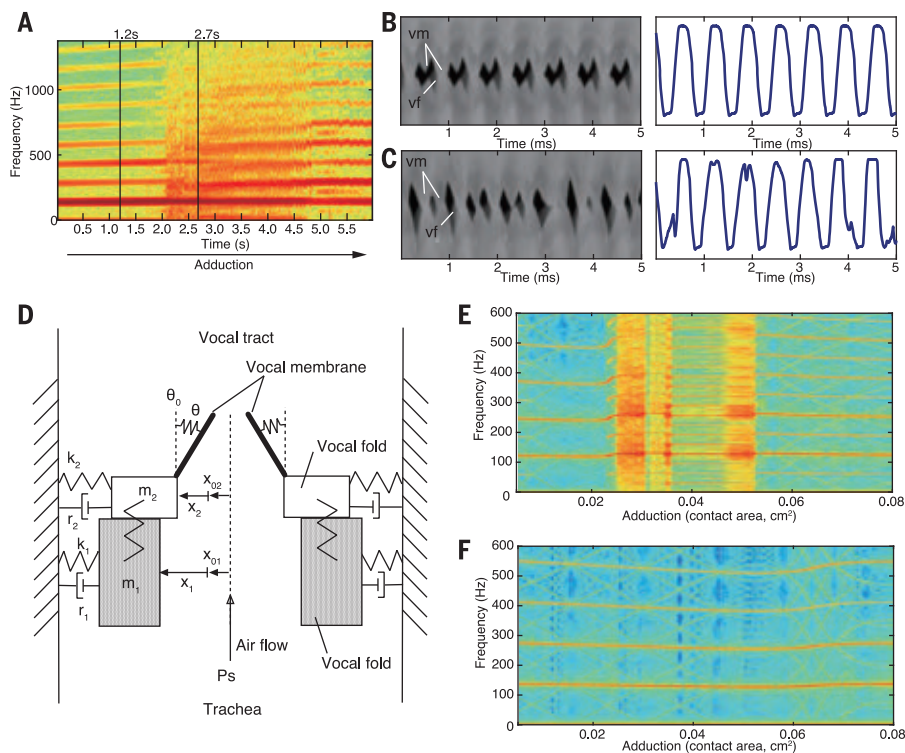 A
1.2s 2.7s
Frequency (Hz)
1000
500
0
0.5 1.0 1.5 2.0 2.5 3.0 3.5 4.0 4.5 5.0 5.5
Time (s)
Adduction
B
vm
vf
1 2 3 4 5
Time (ms)
1 2 3 4 5
Time (ms)
C
vm
vf
1 2 3 4 5
Time (ms)
1 2 3 4 5
Time (ms)
D
Vocal tract
Vocal membrane
θ0
θ
k2
m2
x02
x2
r2
Vocal fold
k1
m1
x01
x1
r1
Air flow
Vocal fold
Ps
Trachea
E
Frequency (Hz)
600
500
400
300
200
100
0
0.02 0.04 0.06 0.08
Adduction (contact area, cm²)
F
Frequency (Hz)
600
500
400
300
200
100
0
0.02 0.04 0.06 0.08
Adduction (contact area, cm²)